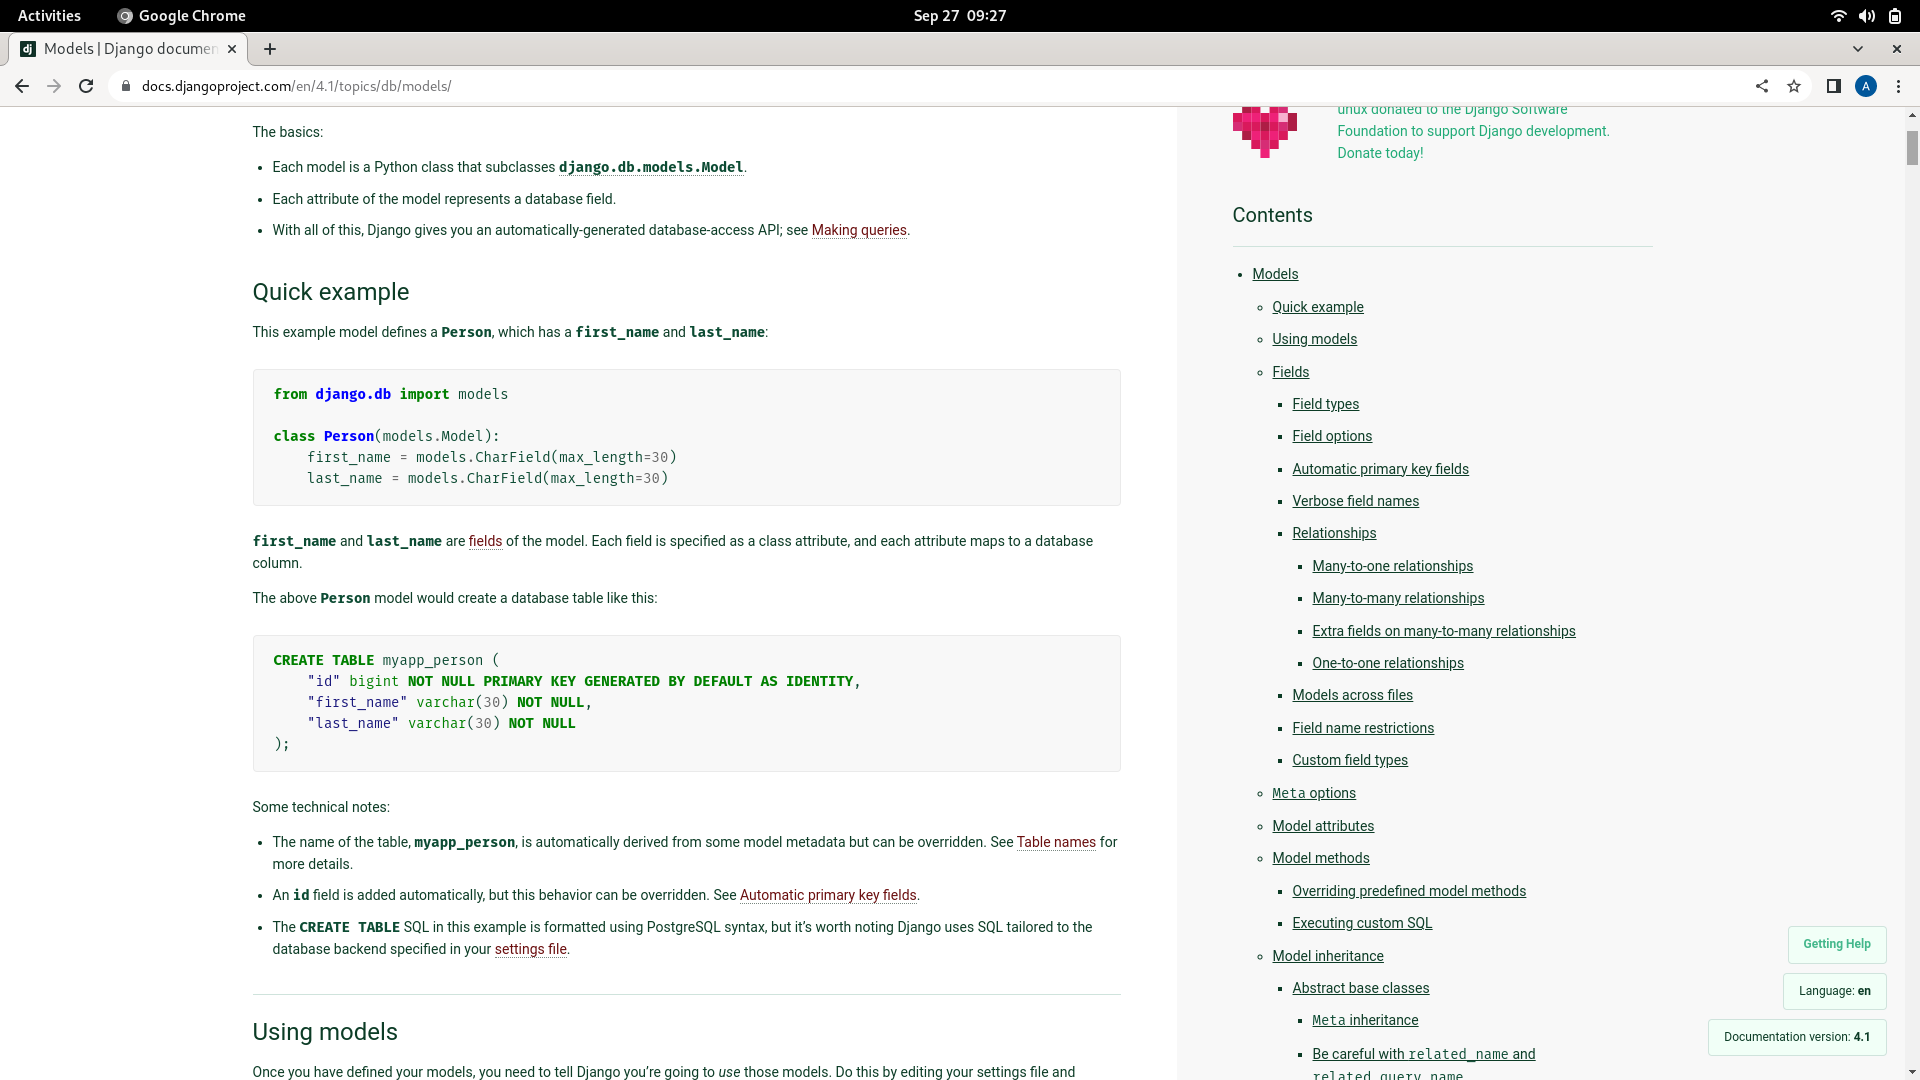 Activities
Google Chrome
Sep 27 09:27
Models | Django documen
docs.djangoproject.com/en/4.1/topics/db/models/
A
The basics:
Each model is a Python class that subclasses django.db.models.Model.
Each attribute of the model represents a database field.
With all of this, Django gives you an automatically-generated database-access API; see Making queries.
Quick example
This example model defines a Person, which has a first_name and last_name:
from django.db import models
class Person(models.Model):
    first_name = models.CharField(max_length=30)
    last_name = models.CharField(max_length=30)
first_name and last_name are fields of the model. Each field is specified as a class attribute, and each attribute maps to a database
column.
The above Person model would create a database table like this:
CREATE TABLE myapp_person (
    "id" bigint NOT NULL PRIMARY KEY GENERATED BY DEFAULT AS IDENTITY,
    "first_name" varchar(30) NOT NULL,
    "last_name" varchar(30) NOT NULL
);
Some technical notes:
The name of the table, myapp_person, is automatically derived from some model metadata but can be overridden. See Table names for
more details.
An id field is added automatically, but this behavior can be overridden. See Automatic primary key fields.
The CREATE TABLE SQL in this example is formatted using PostgreSQL syntax, but it's worth noting Django uses SQL tailored to the
database backend specified in your settings file.
Using models
Once you have defined your models, you need to tell Django you're going to use those models. Do this by editing your settings file and
unux donated to the Django Software
Foundation to support Django development.
Donate today!
Contents
Models
Quick example
Using models
Fields
Field types
Field options
Automatic primary key fields
Verbose field names
Relationships
Many-to-one relationships
Many-to-many relationships
Extra fields on many-to-many relationships
One-to-one relationships
Models across files
Field name restrictions
Custom field types
Meta options
Model attributes
Model methods
Overriding predefined model methods
Executing custom SQL
Model inheritance
Abstract base classes
Meta inheritance
Be careful with related_name and
related_query_name
Getting Help
Language: en
Documentation version: 4.1